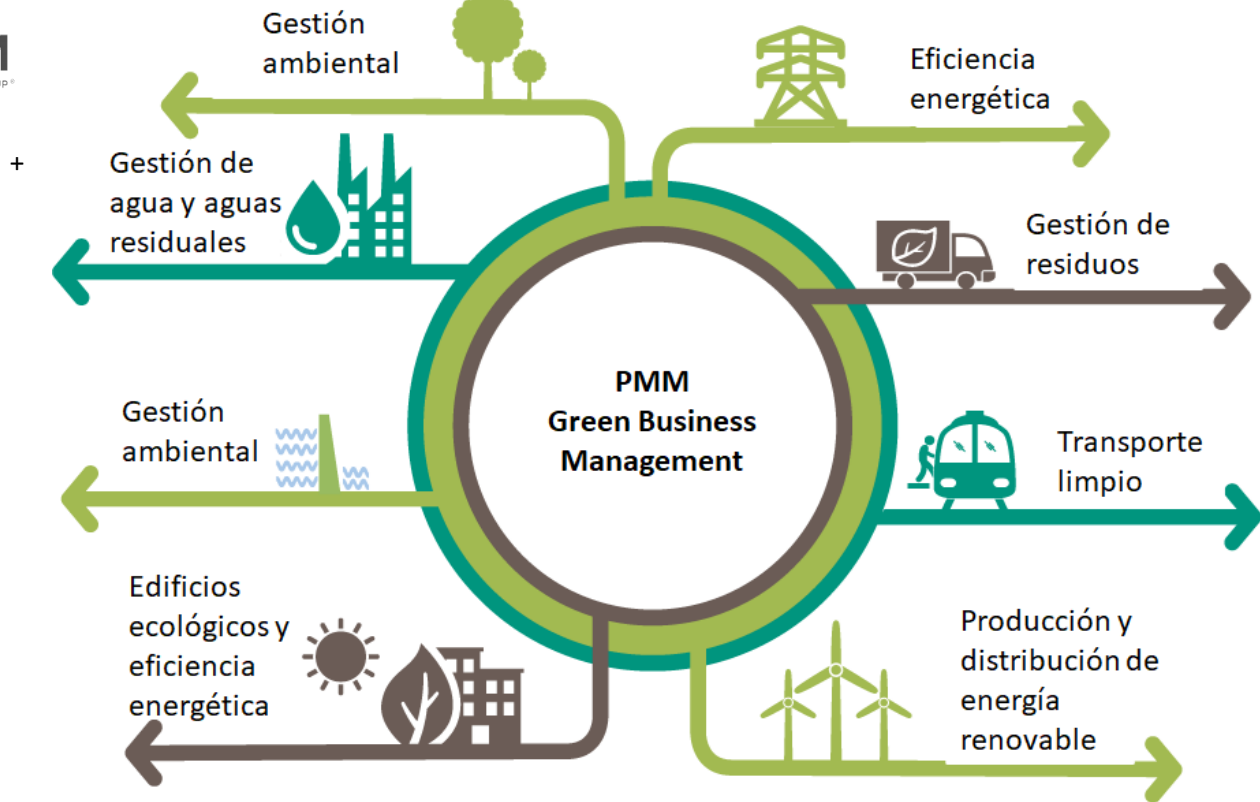 Gestión
ambiental
Eficiencia
energética
+
Gestión de
agua y aguas
residuales
Gestión de
residuos
PMM
Green Business
Management
Gestión
ambiental
Transporte
limpio
Edificios
ecológicos y
eficiencia
energética
Producción y
distribución de
energía
renovable